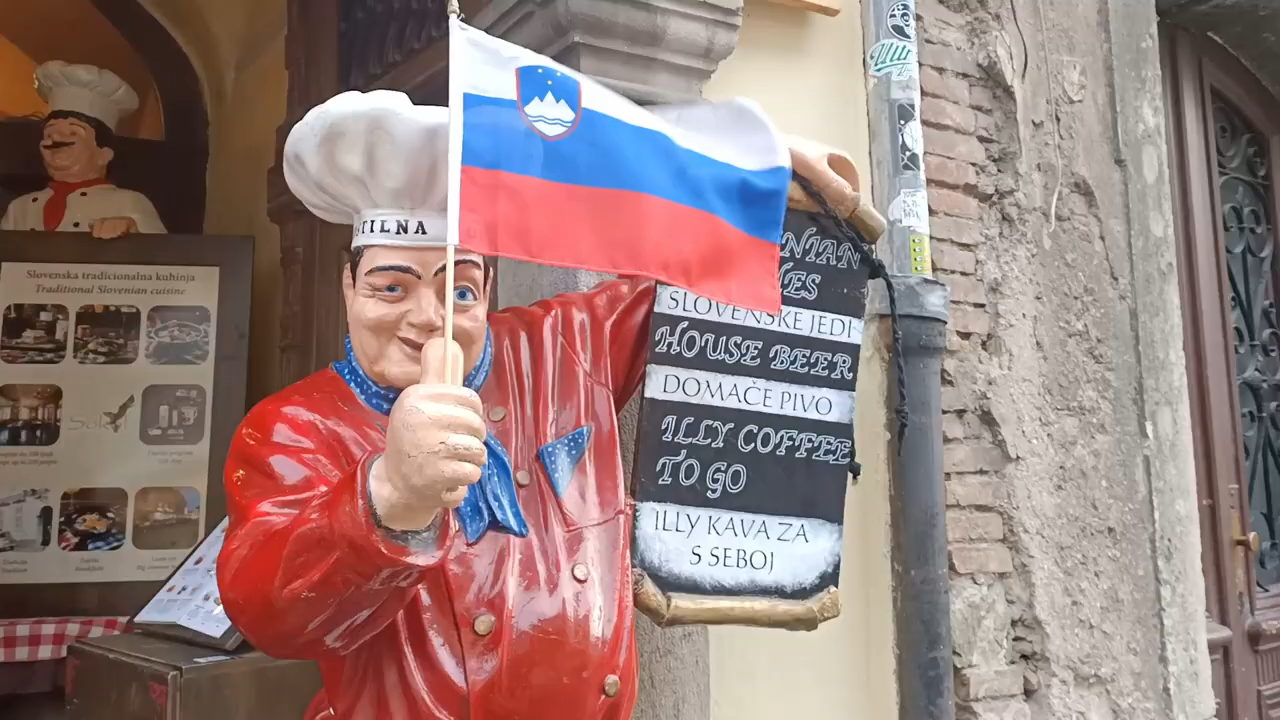 Slovenska tradicionalna kuhinja
Traditional Slovenian cuisine
Sokol
TILNA
NIAN
ES
SLOVENSKE JEDI
HOUSE BEER
DOMAČE PIVO
ILLY COFFEE
TO GO
ILLY KAVA ZA
S SEBOJ